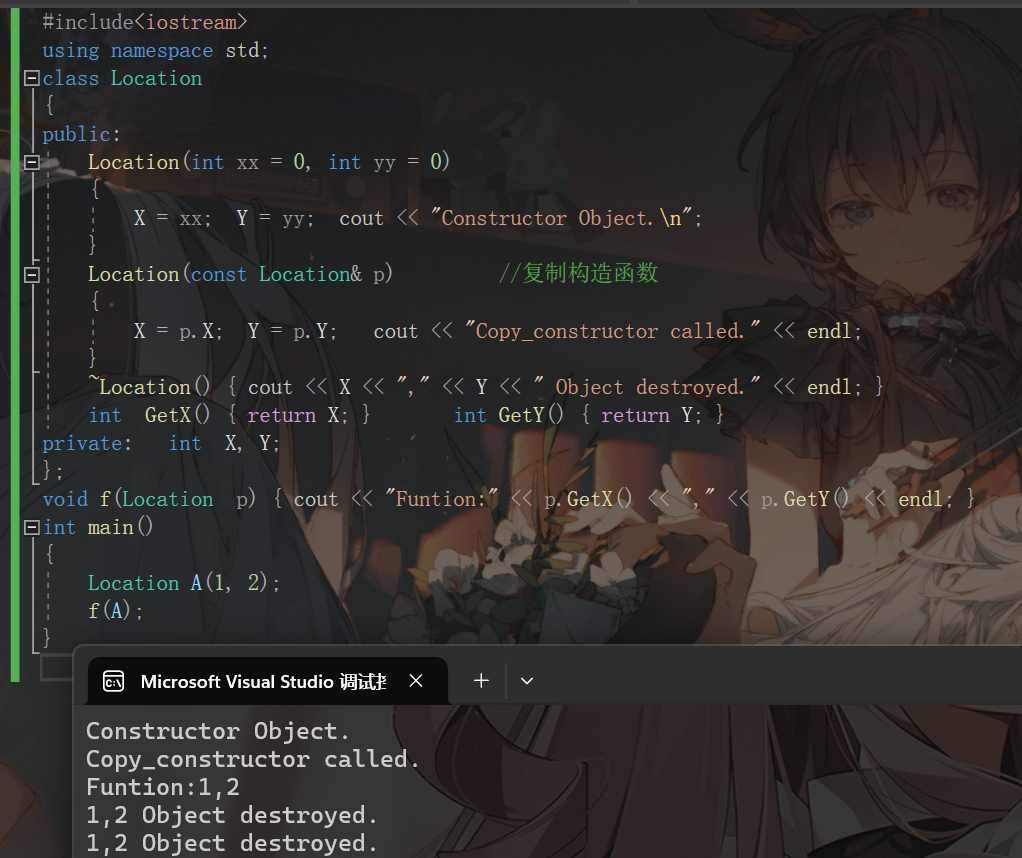 #include<iostream>
using namespace std;
class Location
{
public:
    Location(int xx = 0, int yy = 0)
    {
        X = xx;  Y = yy;  cout << "Constructor Object.\n";
    }
    Location(const Location& p)         //复制构造函数
    {
        X = p.X;  Y = p.Y;   cout << "Copy_constructor called." << endl;
    }
    ~Location() { cout << X << "," << Y << " Object destroyed." << endl; }
    int  GetX() { return X; }       int GetY() { return Y; }
private:   int  X, Y;
};
void f(Location  p) { cout << "Funtion:" << p.GetX() << "," << p.GetY() << endl; }
int main()
{
    Location A(1, 2);
    f(A);
}
Microsoft Visual Studio 调试
Constructor Object.
Copy_constructor called.
Funtion:1,2
1,2 Object destroyed.
1,2 Object destroyed.